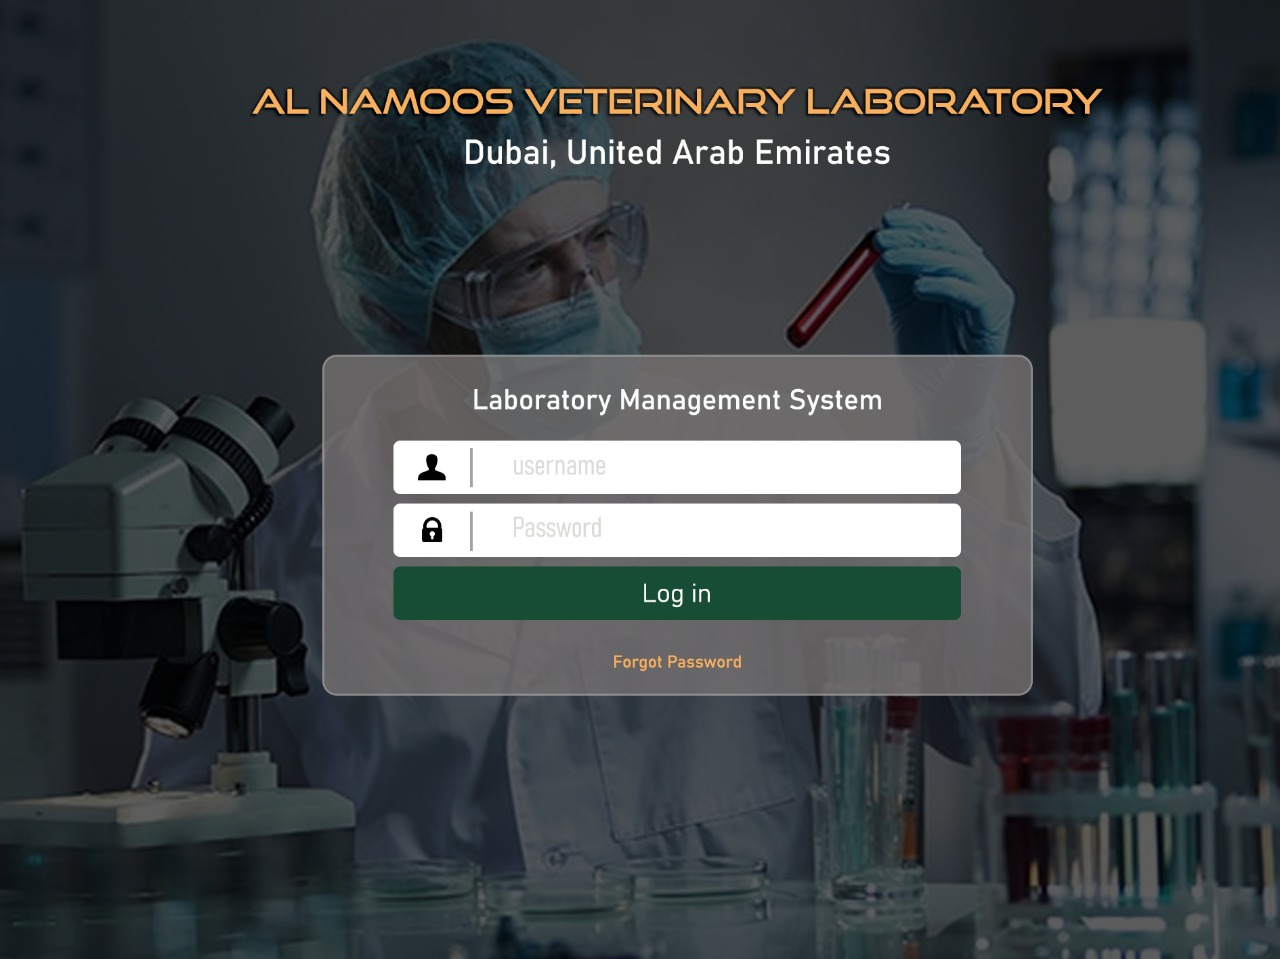 AL NAMOOS VETERINARY LABORATORY
Dubai, United Arab Emirates
Laboratory Management System
username
Password
Log in
Forgot Password